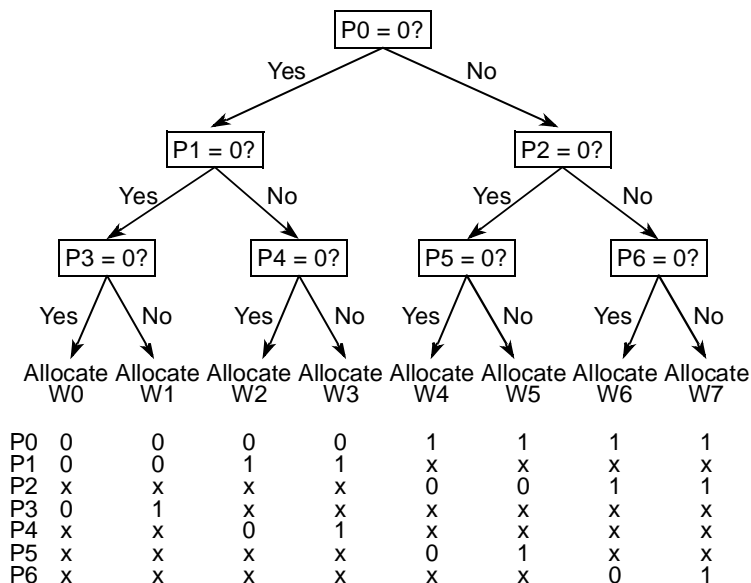 P0 = 0?
Yes No
P1 = 0? P2 = 0?
Yes No Yes No
P3 = 0? P4 = 0? P5 = 0? P6 = 0?
Yes No Yes No Yes No Yes No
Allocate Allocate Allocate Allocate Allocate Allocate Allocate Allocate
W0 W1 W2 W3 W4 W5 W6 W7
P0 0 0 0 0 1 1 1 1
P1 0 0 1 1 x x x x
P2 x x x x 0 0 1 1
P3 0 1 x x x x x x
P4 x x 0 1 x x x x
P5 x x x x 0 1 x x
P6 x x x x x x 0 1